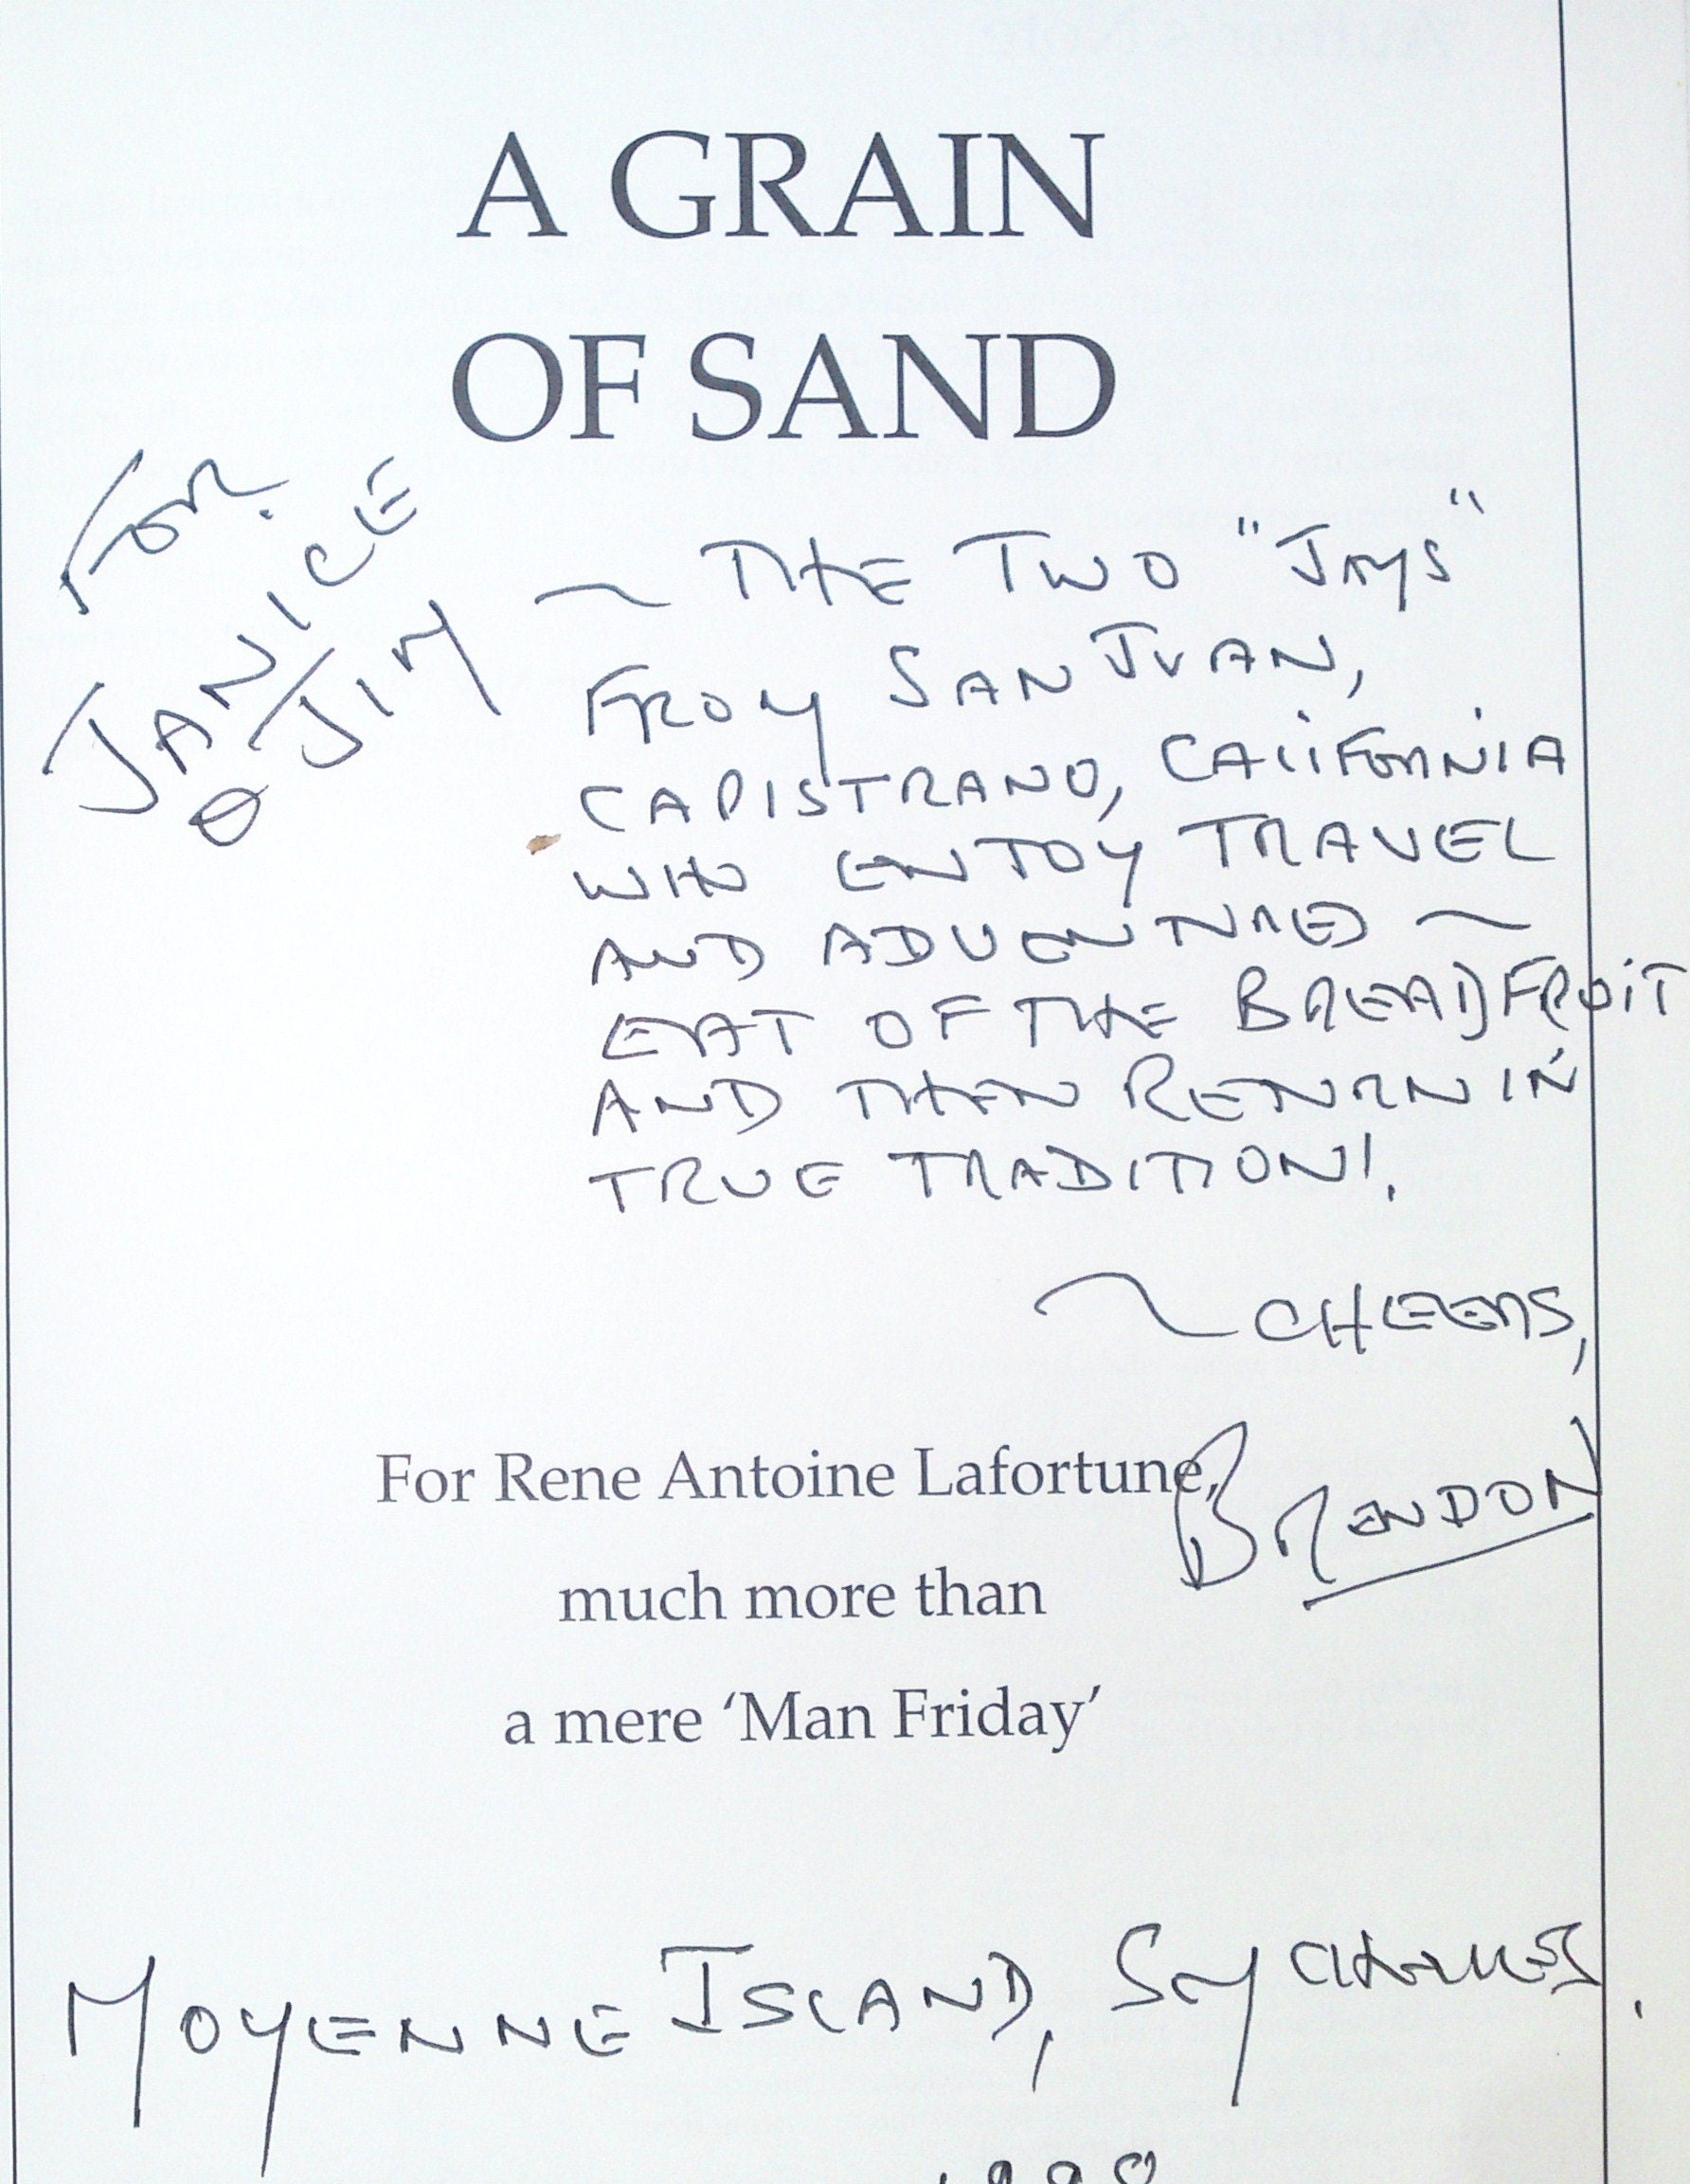 A GRAIN
OF SAND
FOR
JANICE
& JIM
~ THE TWO "JAYS"
FROM SAN JUAN,
CAPISTRANO, CALIFORNIA
WHO ENJOY TRAVEL
AND ADVENTURE ~
EAT OF THE BREADFRUIT
AND THEN RETURN IN
TRUE TRADITION!
~ CHEERS,
BRENDON
For Rene Antoine Lafortune,
much more than
a mere ‘Man Friday’
MOYENNE ISLAND, SEYCHELLES.